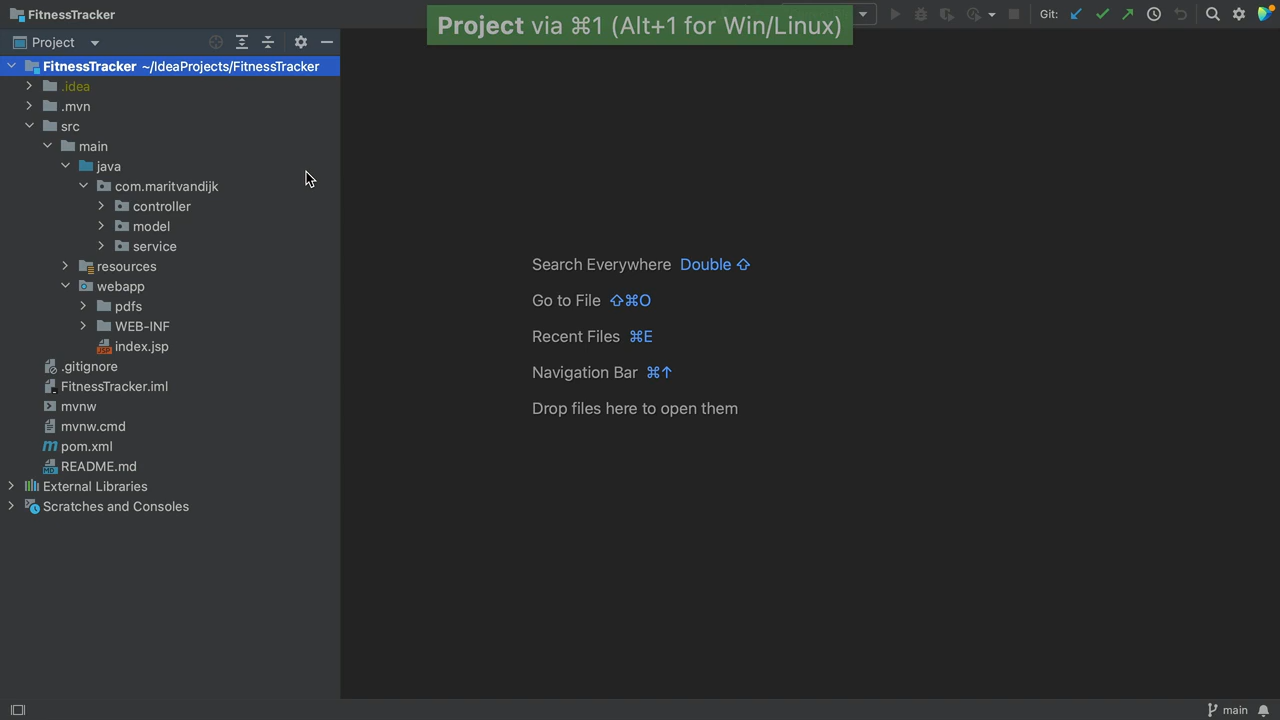 FitnessTracker
Project via ⌘1 (Alt+1 for Win/Linux)
Git:
Project
FitnessTracker ~/IdeaProjects/FitnessTracker
.idea
.mvn
src
main
java
com.maritvandijk
controller
model
service
resources
webapp
pdfs
WEB-INF
JSP index.jsp
.gitignore
FitnessTracker.iml
mvnw
mvnw.cmd
m pom.xml
MD README.md
External Libraries
Scratches and Consoles
Search Everywhere Double ⇧
Go to File ⇧⌘O
Recent Files ⌘E
Navigation Bar ⌘↑
Drop files here to open them
main